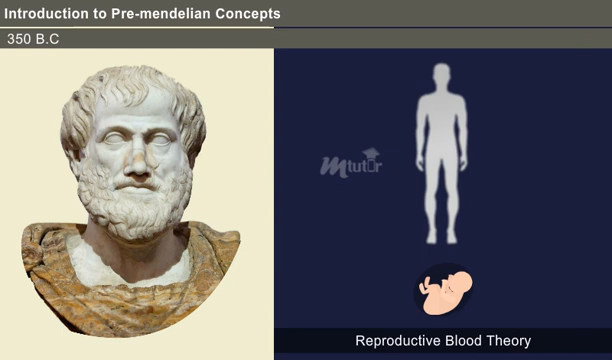 Introduction to Pre-mendelian Concepts
350 B.C
Mtutor
Reproductive Blood Theory